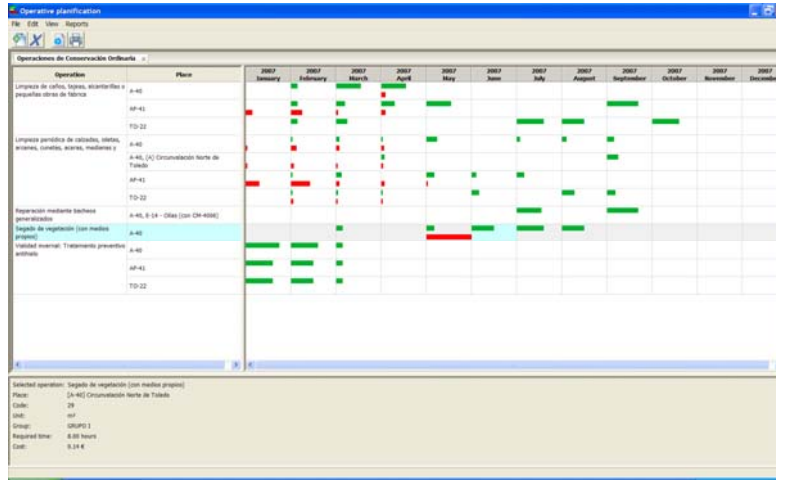 Operative planification
File Edit View Reports
Operaciones de Conservación Ordinaria
Operation Place 2007 January 2007 February 2007 March 2007 April 2007 May 2007 June 2007 July 2007 August 2007 September 2007 October 2007 November 2007 Decembe
Limpieza de caños, tajeas, alcantarillas o
pequeñas obras de fábrica
A-40
AP-41
TO-22
Limpieza periódica de calzadas, isletas,
arcenes, cunetas, aceras, medianas y
A-40
A-40, (A) Circunvalación Norte de
Toledo
AP-41
TO-22
Reparación mediante bacheos
generalizados
A-40, E-14 - Olías (con CM-4006)
Segado de vegetación (con medios
propios)
A-40
Vialidad invernal: Tratamiento preventivo
antihielo
A-40
AP-41
TO-22
Selected operation: Segado de vegetación (con medios propios)
Place: [A-40] Circunvalación Norte de Toledo
Code: 29
Unit: m²
Group: GRUPO I
Required time: 8.00 hours
Cost: 0.14 €